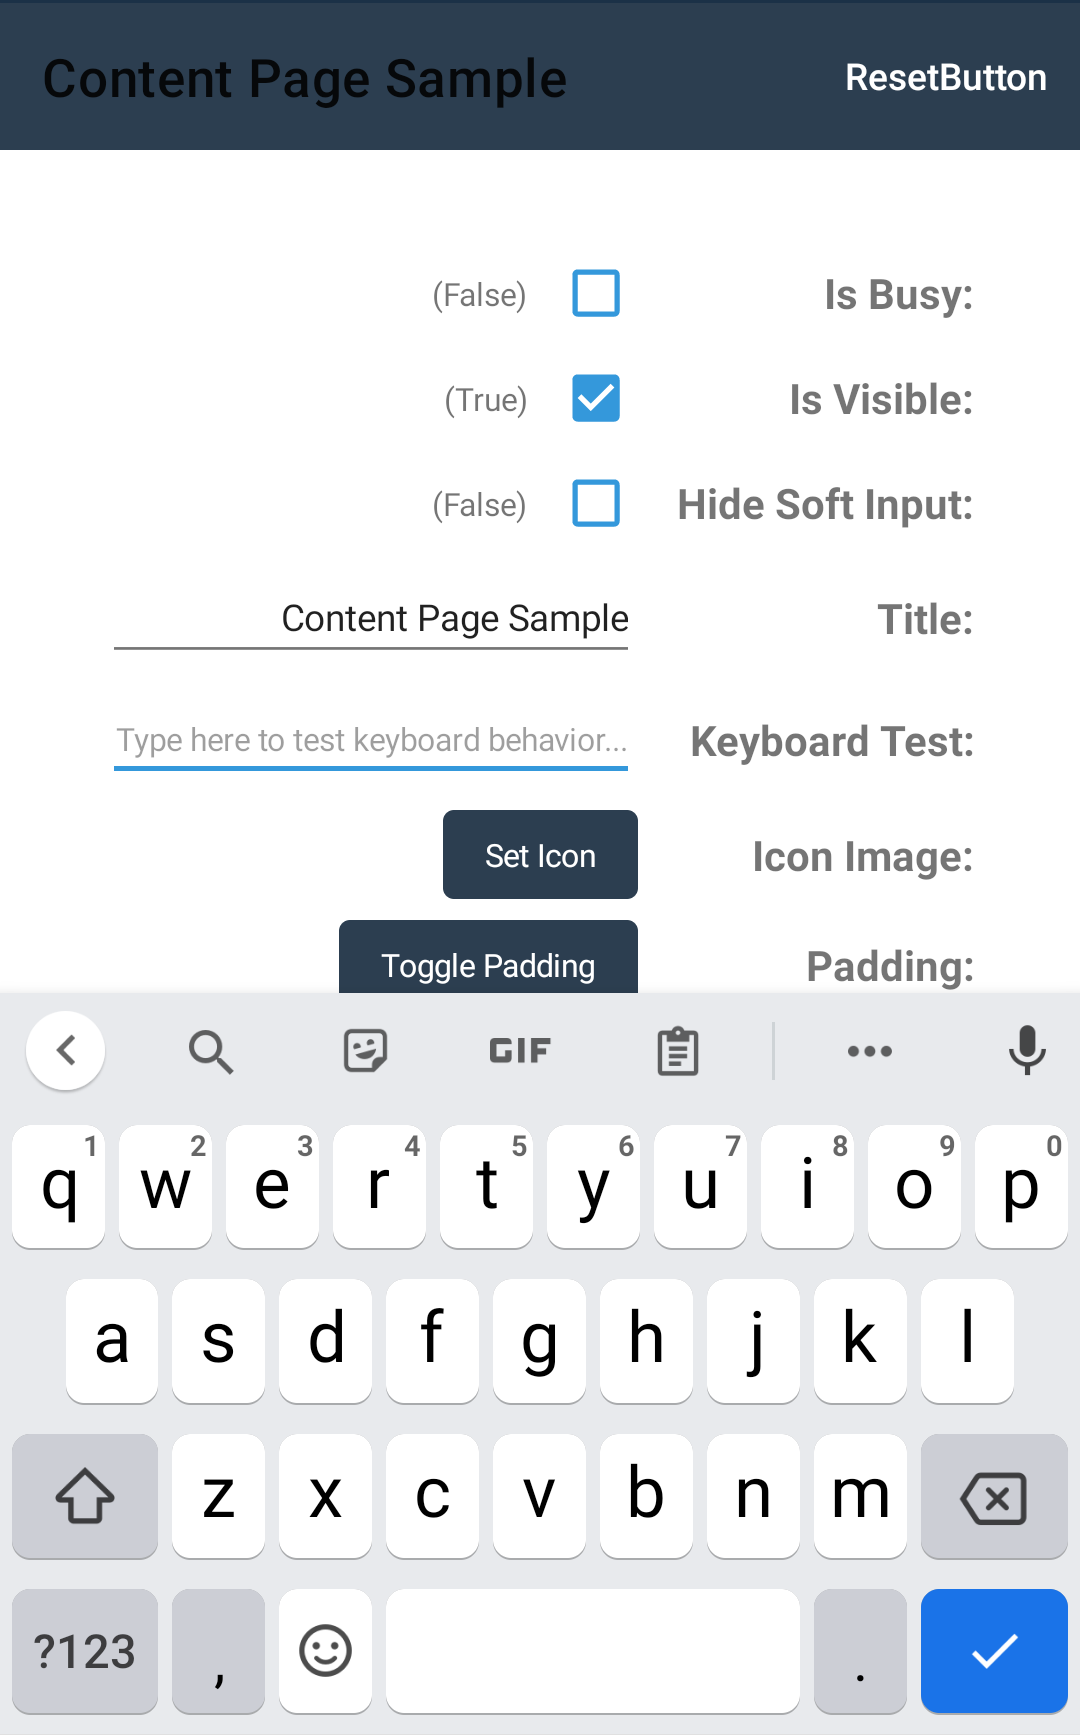 Content Page Sample
ResetButton
Is Busy:
(False)
Is Visible:
(True)
Hide Soft Input:
(False)
Title:
Content Page Sample
Keyboard Test:
Type here to test keyboard behavior...
Icon Image:
Set Icon
Padding:
Toggle Padding
GIF
q 1 w 2 e 3 r 4 t 5 y 6 u 7 i 8 o 9 p 0
a s d f g h j k l
z x c v b n m
?123 , .